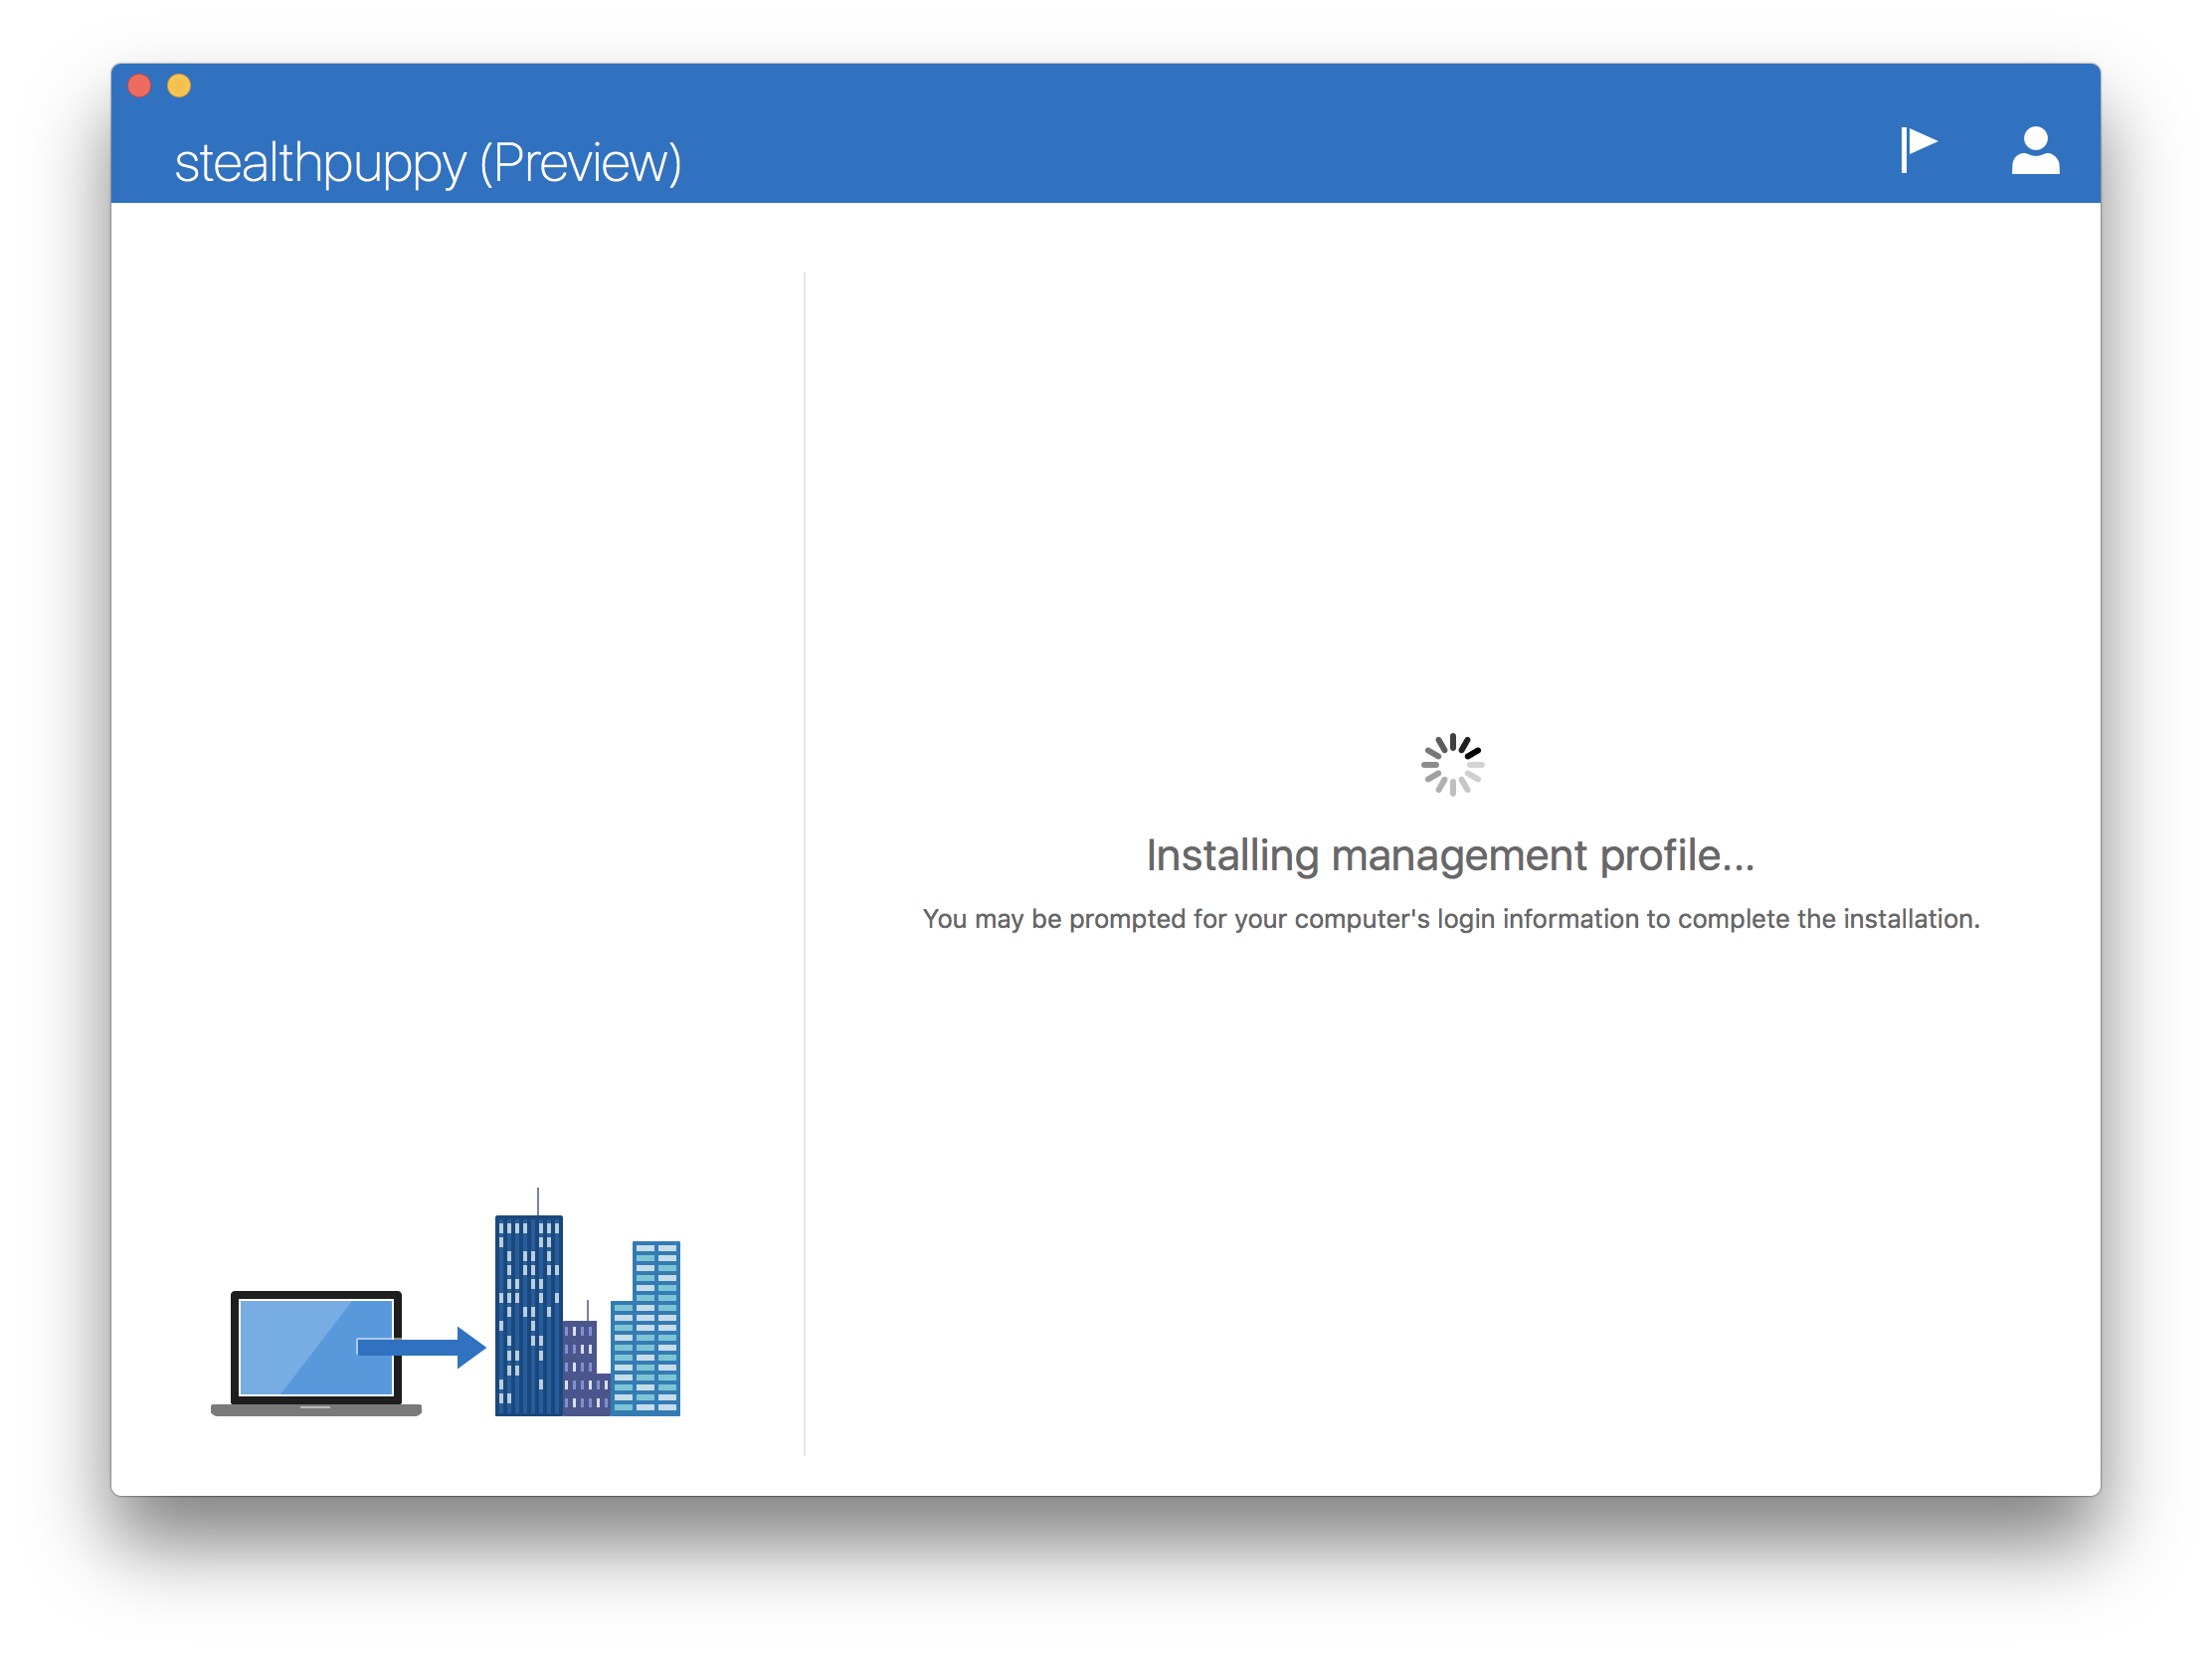 stealthpuppy (Preview)
Installing management profile...
You may be prompted for your computer's login information to complete the installation.